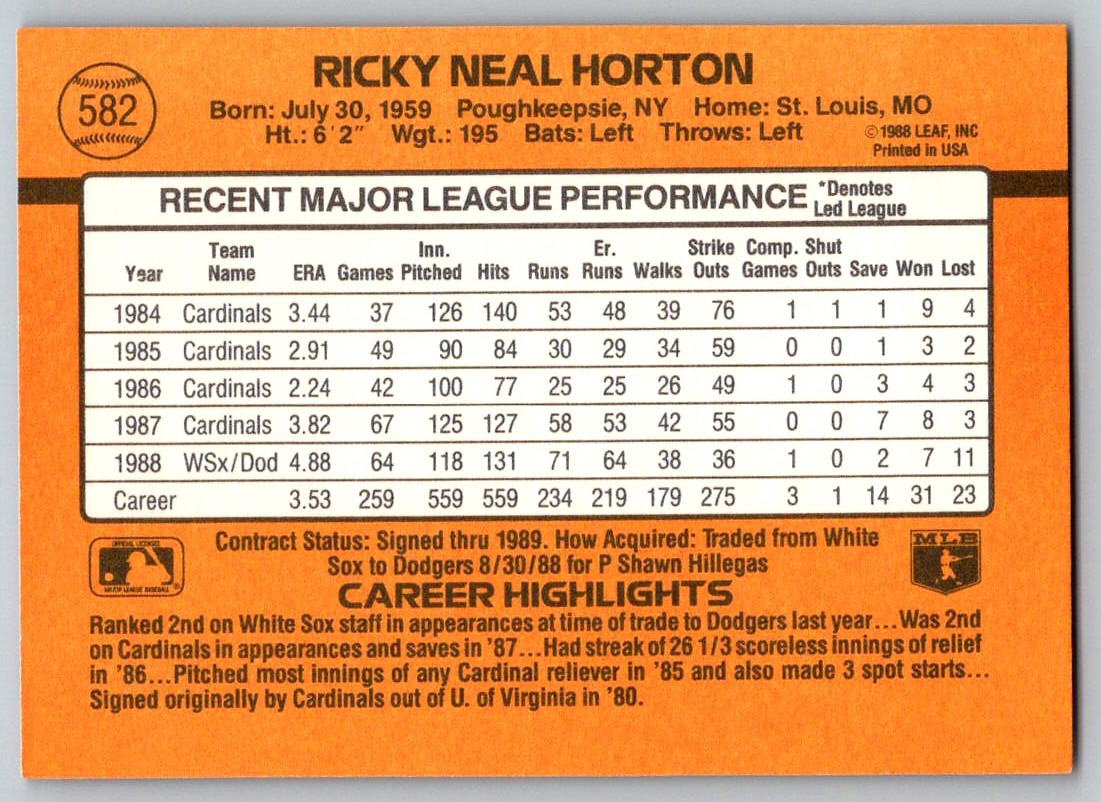 582
RICKY NEAL HORTON
Born: July 30, 1959 Poughkeepsie, NY Home: St. Louis, MO
Ht.: 6'2" Wgt.: 195 Bats: Left Throws: Left
©1988 LEAF, INC
Printed in USA
RECENT MAJOR LEAGUE PERFORMANCE *Denotes
Led League
Year Team Name ERA Games Inn. Pitched Hits Runs Er. Runs Walks Strike Outs Comp. Games Shut Outs Save Won Lost
1984 Cardinals 3.44 37 126 140 53 48 39 76 1 1 1 9 4
1985 Cardinals 2.91 49 90 84 30 29 34 59 0 0 1 3 2
1986 Cardinals 2.24 42 100 77 25 25 26 49 1 0 3 4 3
1987 Cardinals 3.82 67 125 127 58 53 42 55 0 0 7 8 3
1988 WSx/Dod 4.88 64 118 131 71 64 38 36 1 0 2 7 11
Career 3.53 259 559 559 234 219 179 275 3 1 14 31 23
OFFICIAL LICENSEE
MAJOR LEAGUE BASEBALL
MLB
Contract Status: Signed thru 1989. How Acquired: Traded from White
Sox to Dodgers 8/30/88 for P Shawn Hillegas
CAREER HIGHLIGHTS
Ranked 2nd on White Sox staff in appearances at time of trade to Dodgers last year...Was 2nd
on Cardinals in appearances and saves in '87...Had streak of 26 1/3 scoreless innings of relief
in '86...Pitched most innings of any Cardinal reliever in '85 and also made 3 spot starts...
Signed originally by Cardinals out of U. of Virginia in '80.